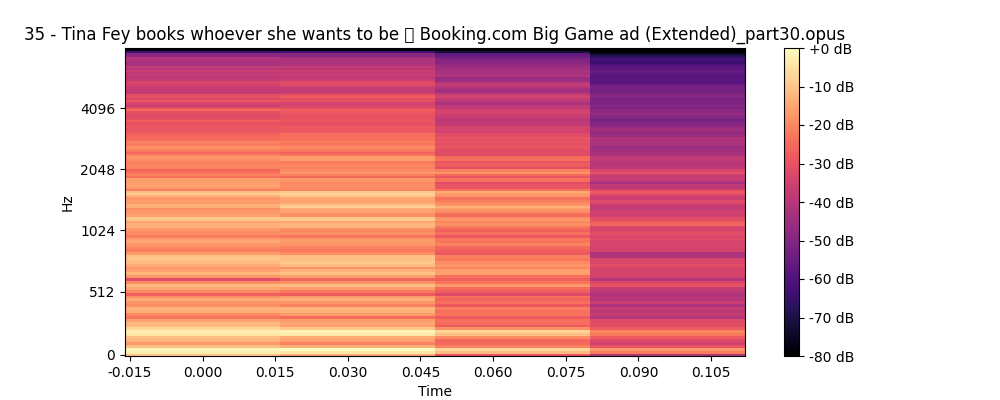 35 - Tina Fey books whoever she wants to be ▯ Booking.com Big Game ad (Extended)_part30.opus
+0 dB
-10 dB
-20 dB
-30 dB
-40 dB
-50 dB
-60 dB
-70 dB
-80 dB
Hz
4096
2048
1024
512
0
-0.015 0.000 0.015 0.030 0.045 0.060 0.075 0.090 0.105
Time